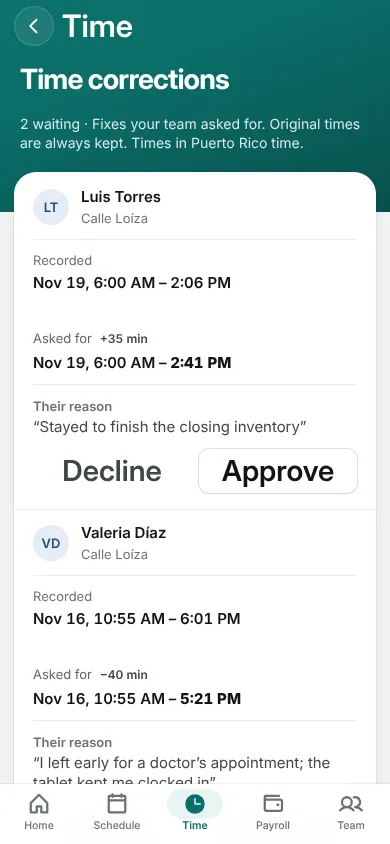 Time
Time corrections
2 waiting · Fixes your team asked for. Original times
are always kept. Times in Puerto Rico time.
LT
Luis Torres
Calle Loíza
Recorded
Nov 19, 6:00 AM – 2:06 PM
Asked for +35 min
Nov 19, 6:00 AM – 2:41 PM
Their reason
“Stayed to finish the closing inventory”
Decline
Approve
VD
Valeria Díaz
Calle Loíza
Recorded
Nov 16, 10:55 AM – 6:01 PM
Asked for −40 min
Nov 16, 10:55 AM – 5:21 PM
Their reason
“I left early for a doctor’s appointment; the
tablet kept me clocked in”
Home
Schedule
Time
Payroll
Team